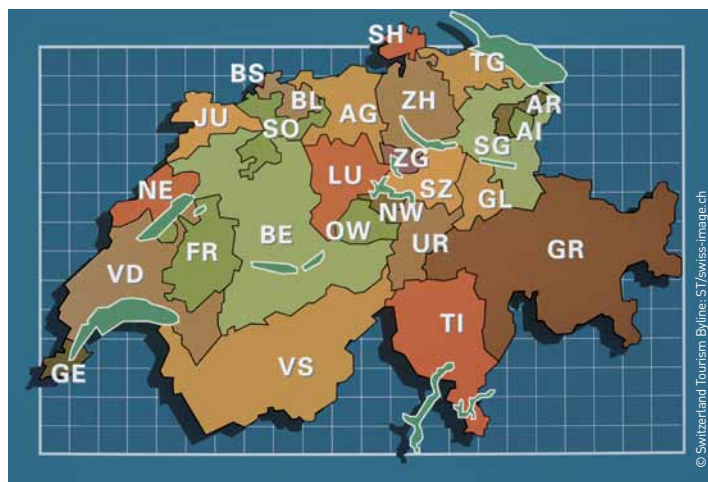 SH
TG
BS
BL
AG
ZH
AR
JU
SO
SG
AI
ZG
NE
LU
SZ
GL
NW
BE
OW
FR
UR
GR
VD
TI
VS
GE
© Switzerland Tourism Byline: ST/swiss-image.ch